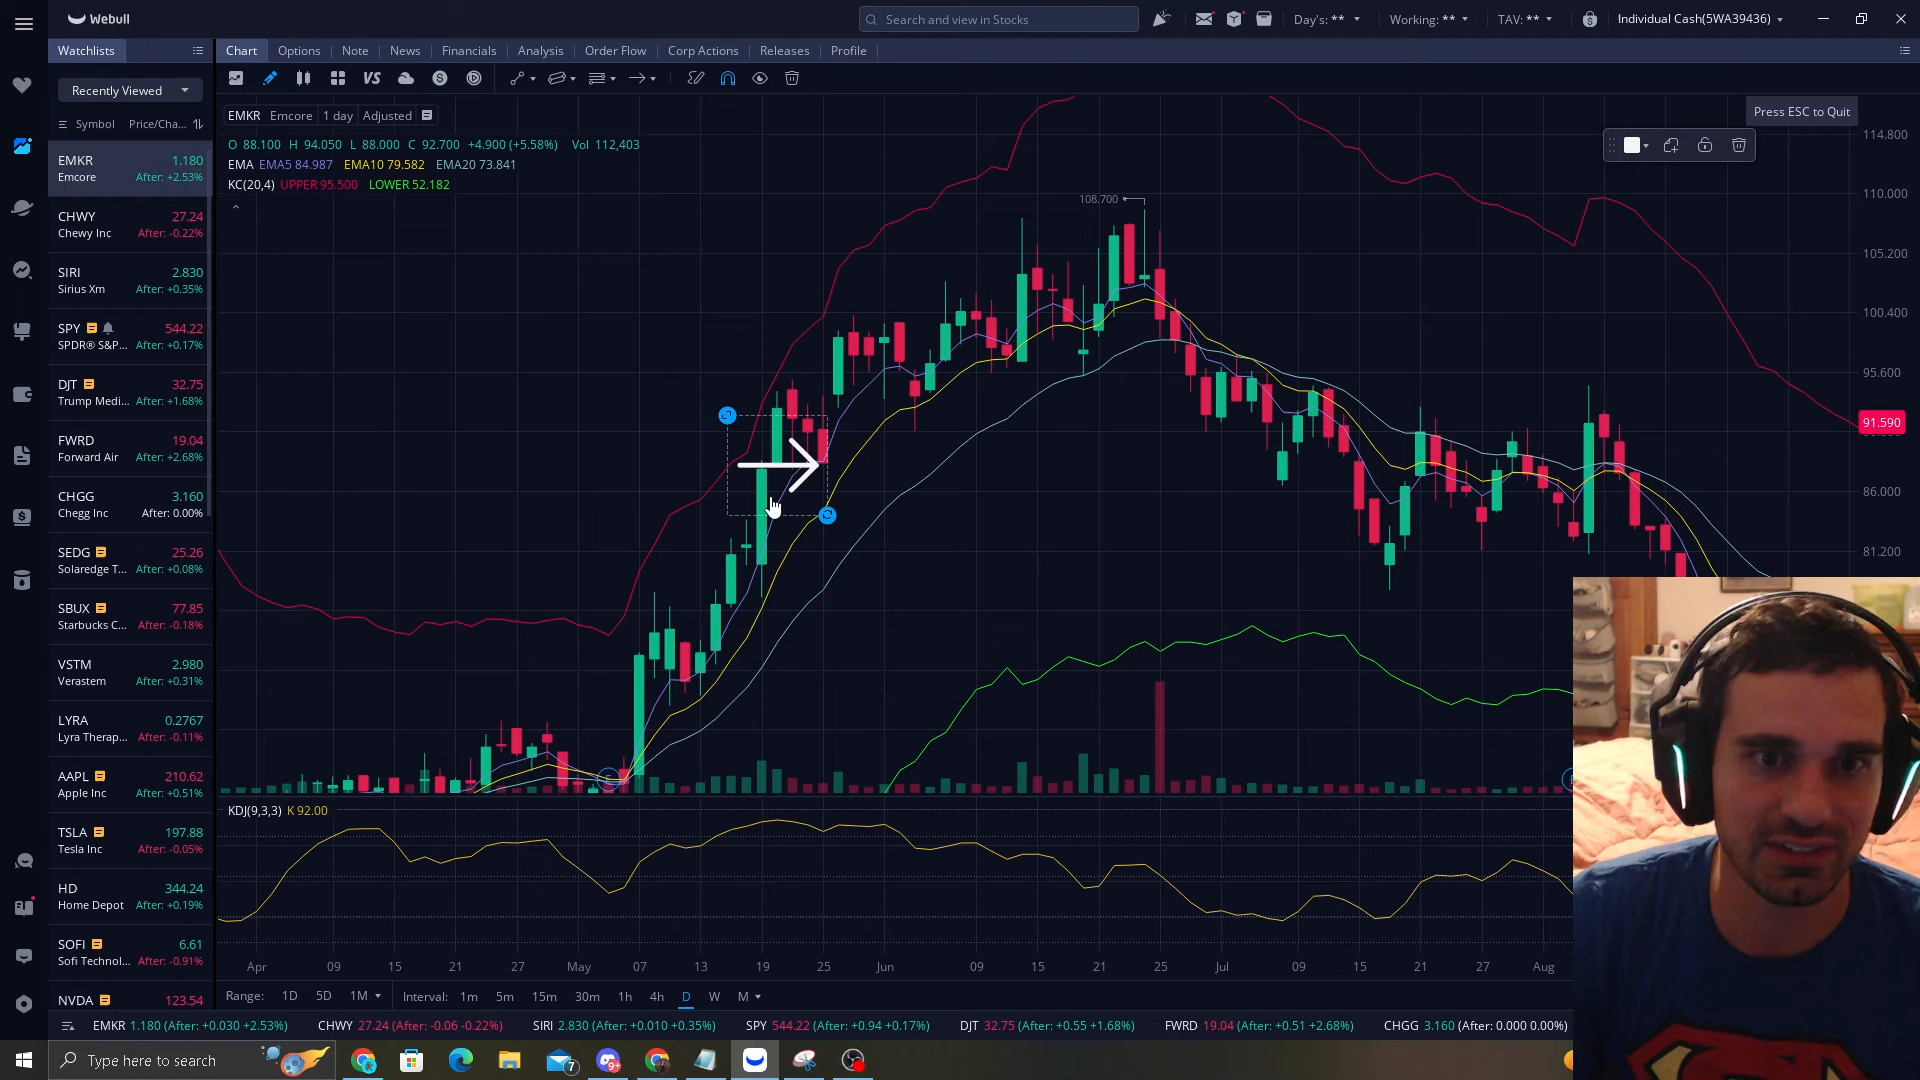 Webull
Search and view in Stocks
Day's: **
Working: **
TAV: **
Individual Cash(5WA39436)
Watchlists
Chart
Options
Note
News
Financials
Analysis
Order Flow
Corp Actions
Releases
Profile
Recently Viewed
VS
Symbol
Price/Cha...
EMKR 1.180
Emcore After: +2.53%
CHWY 27.24
Chewy Inc After: -0.22%
SIRI 2.830
Sirius Xm After: +0.35%
SPY 544.22
SPDR® S&P... After: +0.17%
DJT 32.75
Trump Medi... After: +1.68%
FWRD 19.04
Forward Air After: +2.68%
CHGG 3.160
Chegg Inc After: 0.00%
SEDG 25.26
Solaredge T... After: +0.08%
SBUX 77.85
Starbucks C... After: -0.18%
VSTM 2.980
Verastem After: +0.31%
LYRA 0.2767
Lyra Therap... After: -0.11%
AAPL 210.62
Apple Inc After: +0.51%
TSLA 197.88
Tesla Inc After: -0.05%
HD 344.24
Home Depot After: +0.19%
SOFI 6.61
Sofi Technol... After: -0.91%
NVDA 123.54
EMKR Emcore 1 day Adjusted
O 88.100 H 94.050 L 88.000 C 92.700 +4.900 (+5.58%) Vol 112,403
EMA EMA5 84.987 EMA10 79.582 EMA20 73.841
KC(20,4) UPPER 95.500 LOWER 52.182
Press ESC to Quit
108.700
114.800
110.000
105.200
100.400
95.600
91.590
86.000
81.200
KDJ(9,3,3) K 92.00
Apr 09 15 21 27 May 07 13 19 25 Jun 09 15 21 25 Jul 09 15 21 27 Aug
Range: 1D 5D 1M Interval: 1m 5m 15m 30m 1h 4h D W M
EMKR 1.180 (After: +0.030 +2.53%) CHWY 27.24 (After: -0.06 -0.22%) SIRI 2.830 (After: +0.010 +0.35%) SPY 544.22 (After: +0.94 +0.17%) DJT 32.75 (After: +0.55 +1.68%) FWRD 19.04 (After: +0.51 +2.68%) CHGG 3.160 (After: 0.000 0.00%)
Type here to search
7
9+